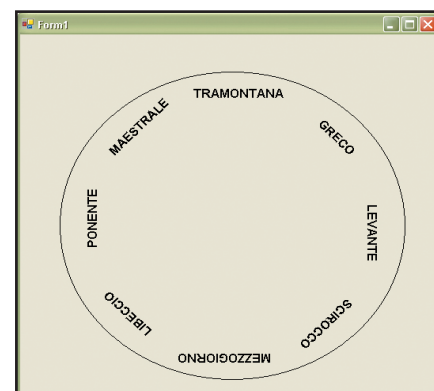 Form1
TRAMONTANA
GRECO
LEVANTE
SCIROCCO
MEZZOGIORNO
LIBECCIO
PONENTE
MAESTRALE